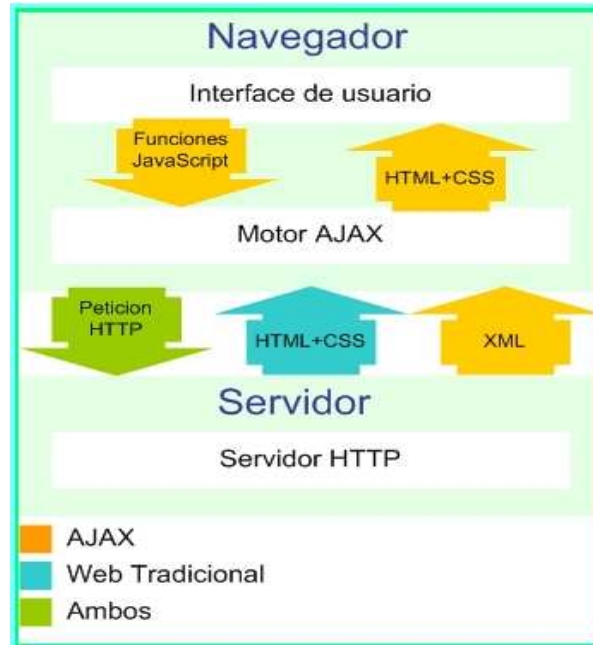 Navegador
Interface de usuario
Funciones
JavaScript
HTML+CSS
Motor AJAX
Peticion
HTTP
HTML+CSS
XML
Servidor
Servidor HTTP
AJAX
Web Tradicional
Ambos